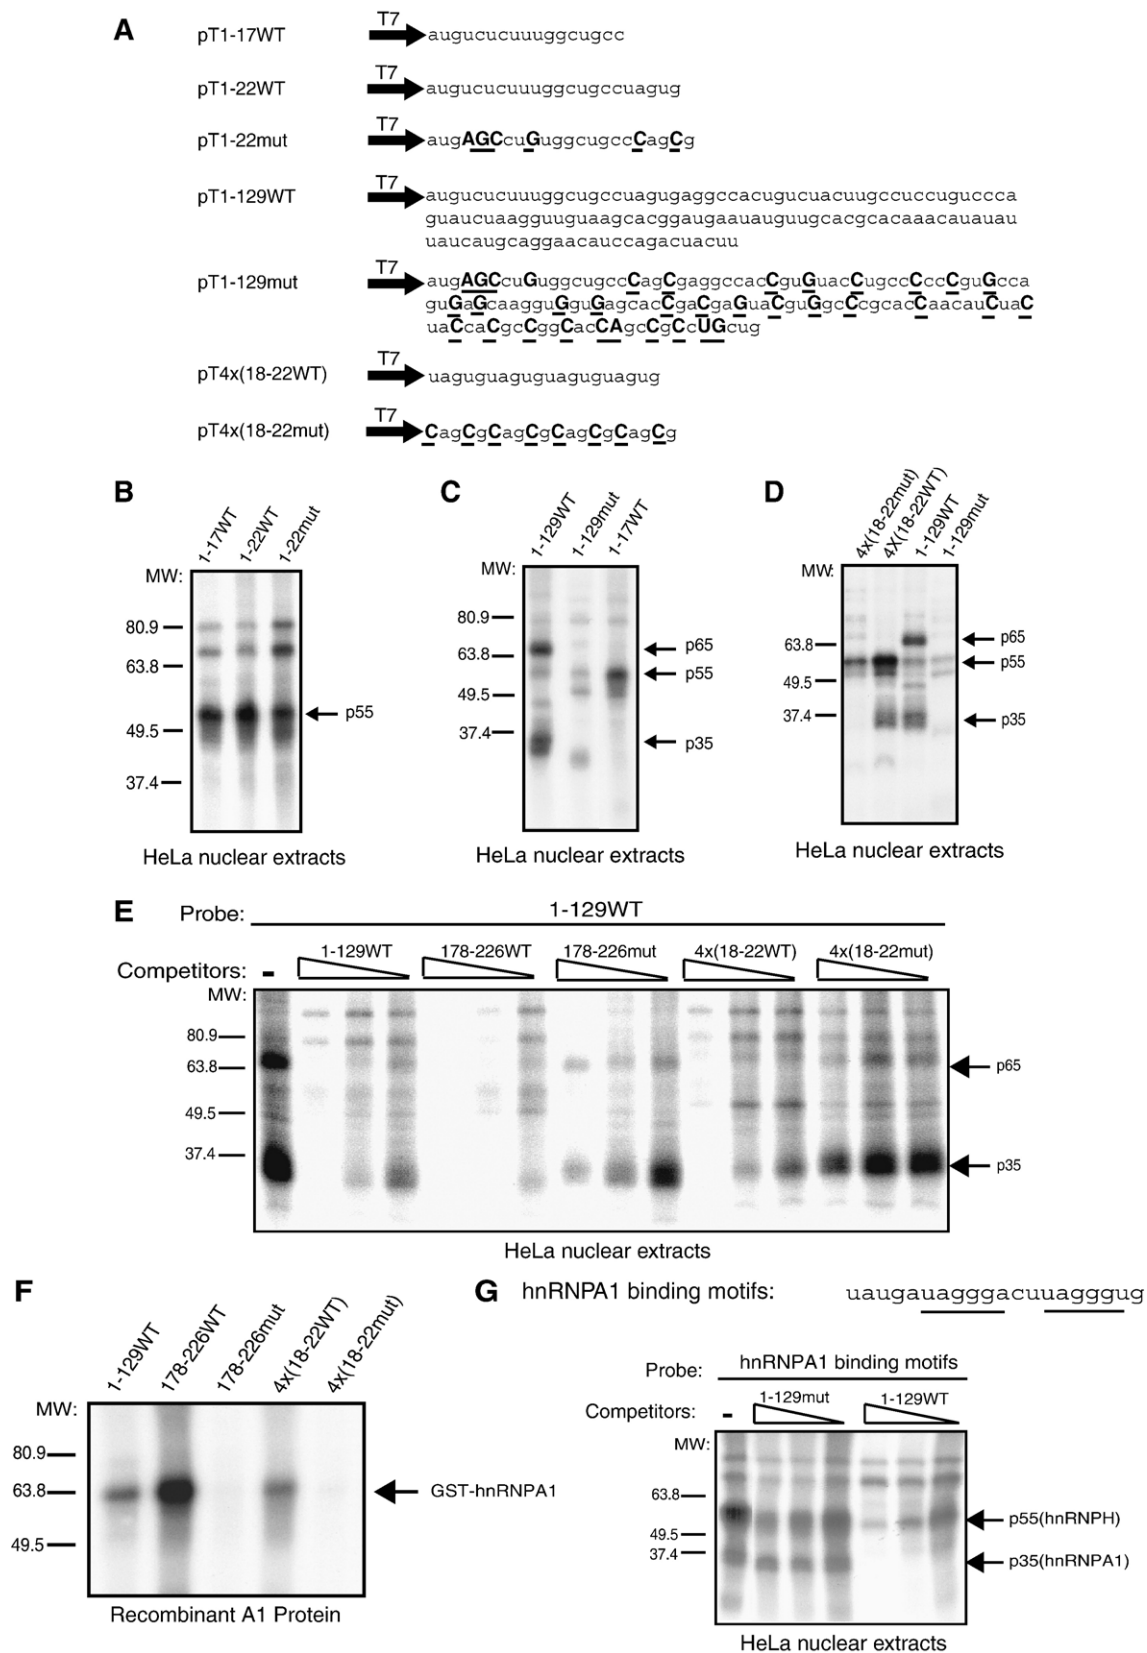 A
pT1-17WT T7 augucucuuuggcugcc
pT1-22WT T7 augucucuuuggcugccuagug
pT1-22mut T7 augAGCcuGuggcugccCagCg
pT1-129WT T7 augucucuuuggcugccuagugaggccacugucuacuugccuccuguccca
guaucuaagguuguaagcacggaugaauauguugcacgcacaaacauauau
uaucaugcaggaacauccagacuacuu
pT1-129mut T7 augAGCcuGuggcugccCagCgaggccacCguGuacCugccCccCguGcca
guGaGcaagguGguGagcacCgaCgaGuaCguGgcCcgcacCaacauCuaC
uaCcaCgcCggCacCAgcCgCcUGcug
pT4x(18-22WT) T7 uaguguaguguaguguagug
pT4x(18-22mut) T7 CagCgCagCgCagCgCagCg
B
1-17WT 1-22WT 1-22mut
MW:
80.9
63.8
p55
49.5
37.4
HeLa nuclear extracts
C
1-129WT 1-129mut 1-17WT
MW:
80.9
p65
63.8
p55
49.5
37.4
p35
HeLa nuclear extracts
D
4x(18-22mut) 4X(18-22WT) 1-129WT 1-129mut
MW:
p65
63.8
p55
49.5
37.4
p35
HeLa nuclear extracts
E
Probe: 1-129WT
Competitors: - 1-129WT 178-226WT 178-226mut 4x(18-22WT) 4x(18-22mut)
MW:
80.9
63.8 p65
49.5
37.4
p35
HeLa nuclear extracts
F
1-129WT 178-226WT 178-226mut 4x(18-22WT) 4x(18-22mut)
MW:
80.9
63.8 GST-hnRNPA1
49.5
Recombinant A1 Protein
G hnRNPA1 binding motifs: uaugauagggacuuagggug
Probe: hnRNPA1 binding motifs
Competitors: - 1-129mut 1-129WT
MW:
63.8
p55(hnRNPH)
49.5
37.4
p35(hnRNPA1)
HeLa nuclear extracts